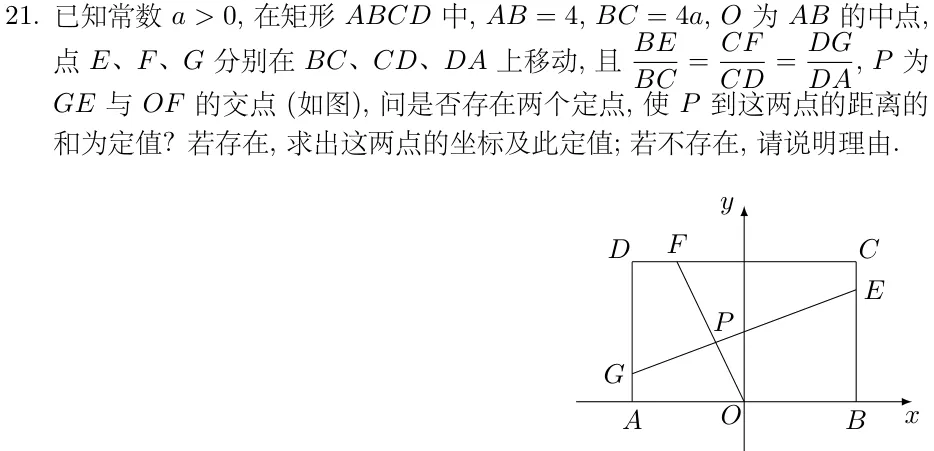 21. 已知常数 a > 0, 在矩形 ABCD 中, AB = 4, BC = 4a, O 为 AB 的中点,
点 E、F、G 分别在 BC、CD、DA 上移动, 且 BE/BC = CF/CD = DG/DA, P 为
GE 与 OF 的交点 (如图), 问是否存在两个定点, 使 P 到这两点的距离的
和为定值? 若存在, 求出这两点的坐标及此定值; 若不存在, 请说明理由.
y
D F C
E
P
G
A O B x